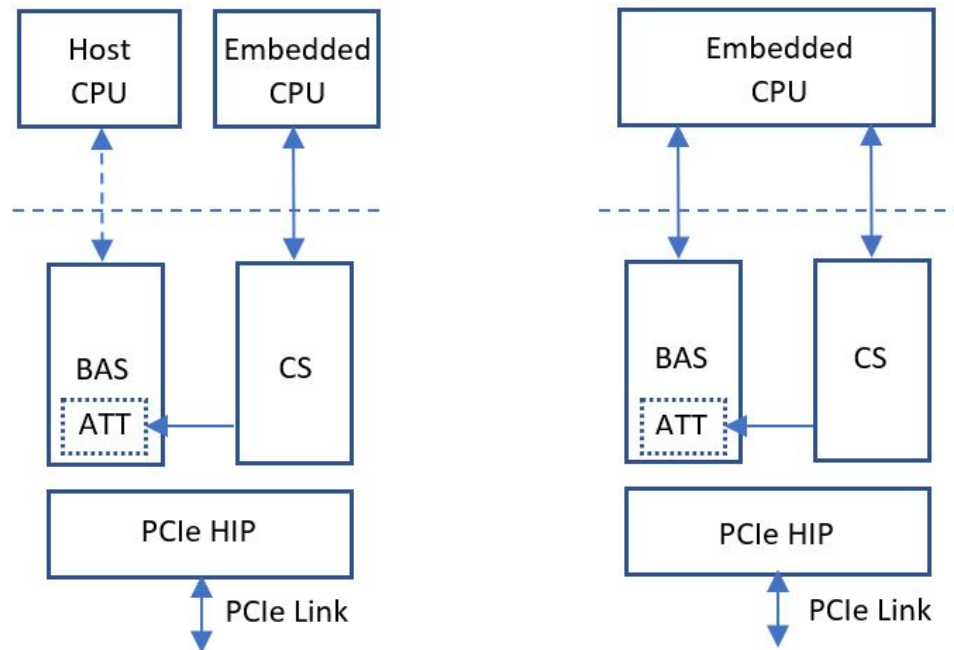 Host
CPU
Embedded
CPU
BAS
ATT
CS
PCIe HIP
PCIe Link
Embedded
CPU
BAS
ATT
CS
PCIe HIP
PCIe Link